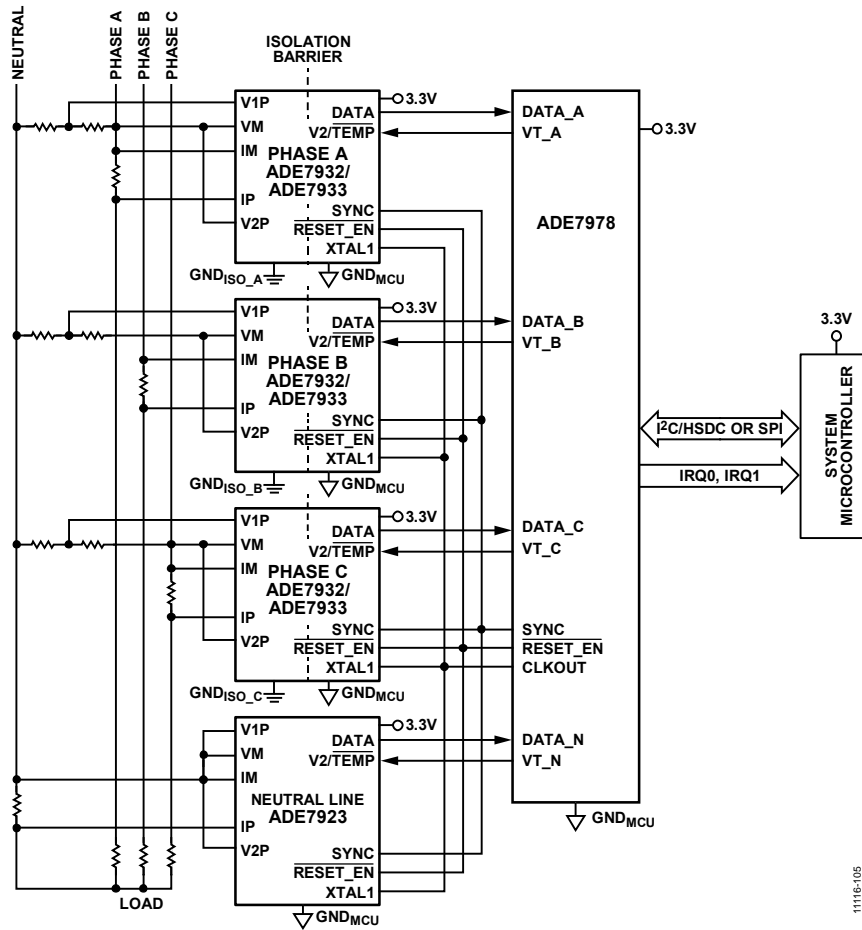 NEUTRAL
PHASE A
PHASE B
PHASE C
ISOLATION
BARRIER
V1P
VM
IM
IP
V2P
PHASE A
ADE7932/
ADE7933
DATA
V2/TEMP
SYNC
RESET_EN
XTAL1
3.3V
GNDISO_A
GNDMCU
V1P
VM
IM
IP
V2P
PHASE B
ADE7932/
ADE7933
DATA
V2/TEMP
SYNC
RESET_EN
XTAL1
3.3V
GNDISO_B
GNDMCU
V1P
VM
IM
IP
V2P
PHASE C
ADE7932/
ADE7933
DATA
V2/TEMP
SYNC
RESET_EN
XTAL1
3.3V
GNDISO_C
GNDMCU
V1P
VM
IM
IP
V2P
NEUTRAL LINE
ADE7923
DATA
V2/TEMP
SYNC
RESET_EN
XTAL1
3.3V
GNDMCU
LOAD
DATA_A
VT_A
3.3V
ADE7978
DATA_B
VT_B
DATA_C
VT_C
SYNC
RESET_EN
CLKOUT
DATA_N
VT_N
GNDMCU
I2C/HSDC OR SPI
IRQ0, IRQ1
3.3V
SYSTEM
MICROCONTROLLER
11116-105